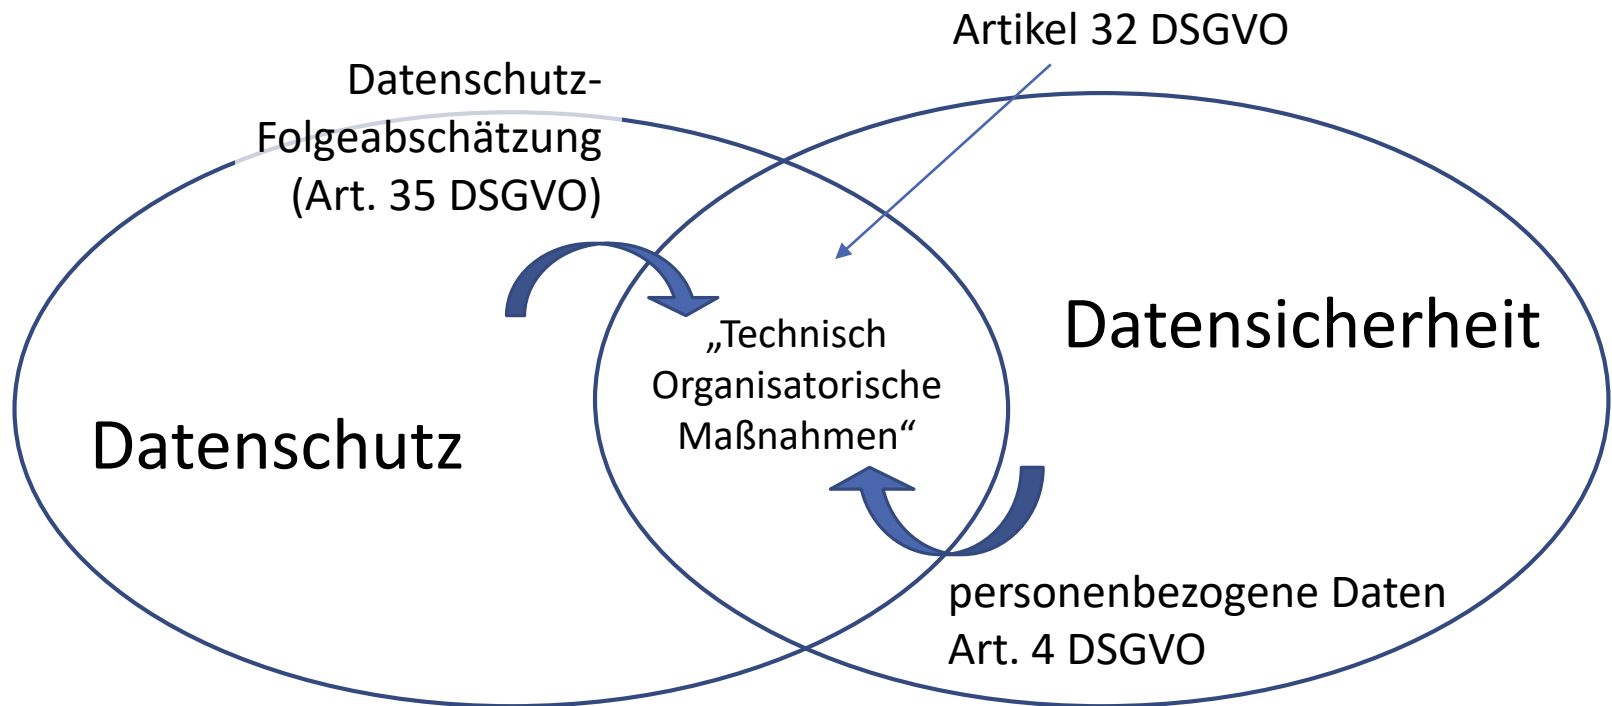 Artikel 32 DSGVO
Datenschutz-
Folgeabschätzung
(Art. 35 DSGVO)
Datensicherheit
„Technisch
Organisatorische
Maßnahmen“
Datenschutz
personenbezogene Daten
Art. 4 DSGVO